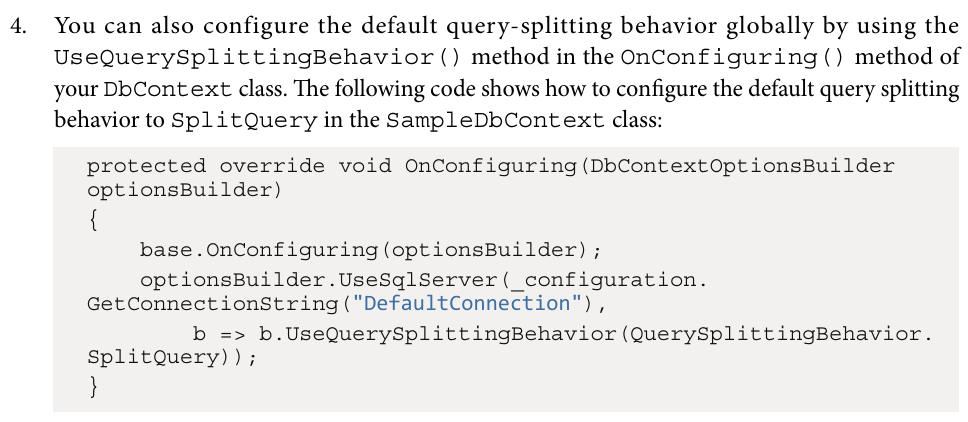 4. You can also configure the default query-splitting behavior globally by using the
UseQuerySplittingBehavior() method in the OnConfiguring() method of
your DbContext class. The following code shows how to configure the default query splitting
behavior to SplitQuery in the SampleDbContext class:
protected override void OnConfiguring(DbContextOptionsBuilder
optionsBuilder)
{
    base.OnConfiguring(optionsBuilder);
    optionsBuilder.UseSqlServer(_configuration.
GetConnectionString("DefaultConnection"),
        b => b.UseQuerySplittingBehavior(QuerySplittingBehavior.
SplitQuery));
}